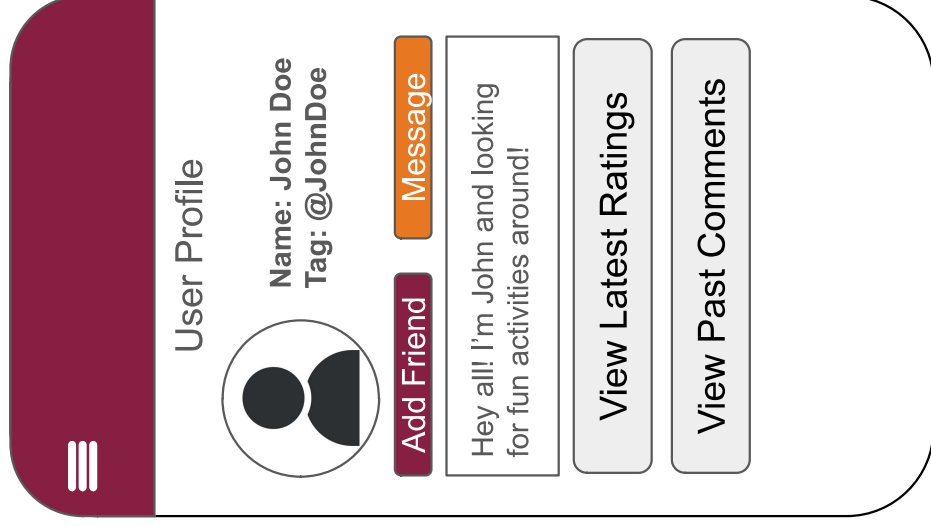 User Profile
Name: John Doe
Tag: @JohnDoe
Add Friend
Message
Hey all! I'm John and looking
for fun activities around!
View Latest Ratings
View Past Comments